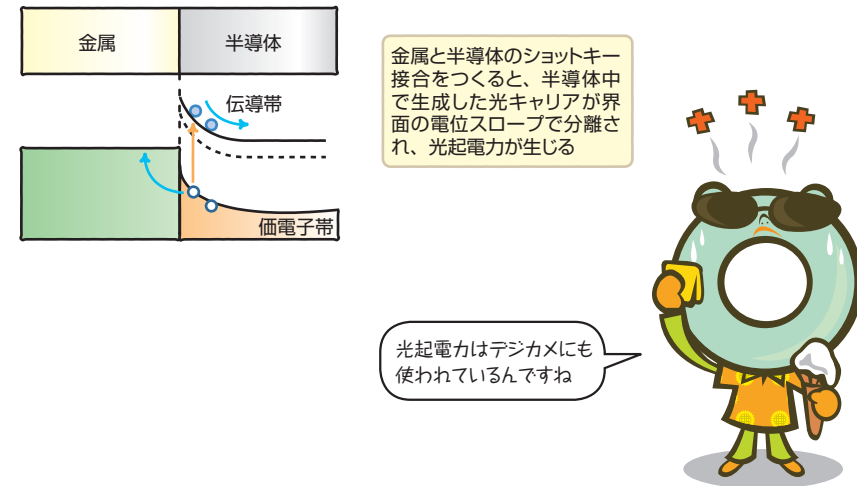 金属
半導体
伝導帯
価電子帯
金属と半導体のショットキー
接合をつくると、半導体中
で生成した光キャリアが界
面の電位スロープで分離さ
れ、光起電力が生じる
光起電力はデジカメにも
使われているんですね